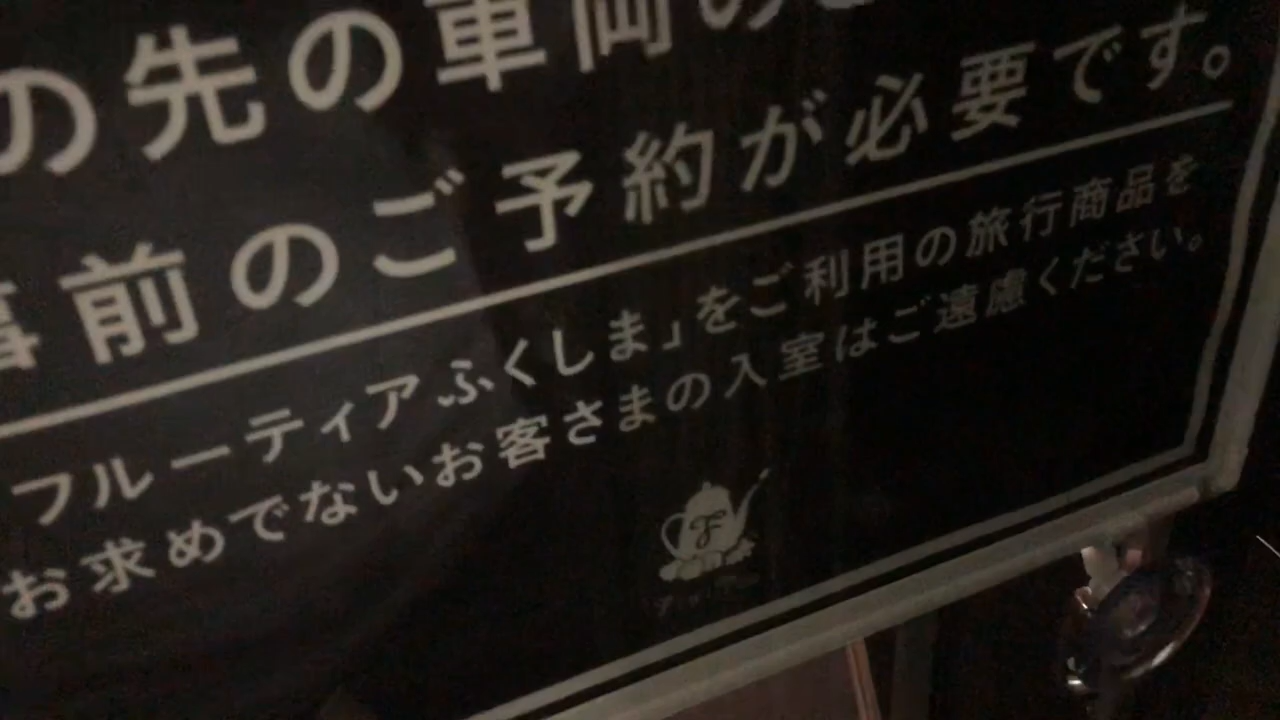 の先の車両の
事前のご予約が必要です。
フルーティアふくしま」をご利用の旅行商品を
お求めでないお客さまの入室はご遠慮ください。
F